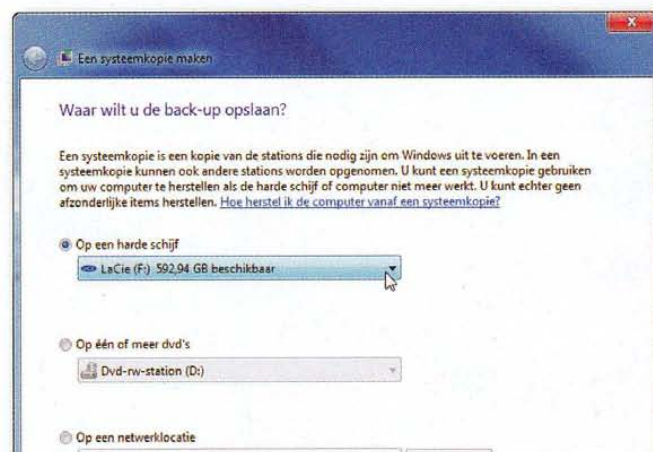 Een systeemkopie maken
Waar wilt u de back-up opslaan?
Een systeemkopie is een kopie van de stations die nodig zijn om Windows uit te voeren. In een
systeemkopie kunnen ook andere stations worden opgenomen. U kunt een systeemkopie gebruiken
om uw computer te herstellen als de harde schijf of computer niet meer werkt. U kunt echter geen
afzonderlijke items herstellen. Hoe herstel ik de computer vanaf een systeemkopie?
Op een harde schijf
LaCie (F:) 592,94 GB beschikbaar
Op één of meer dvd's
Dvd-rw-station (D:)
Op een netwerklocatie